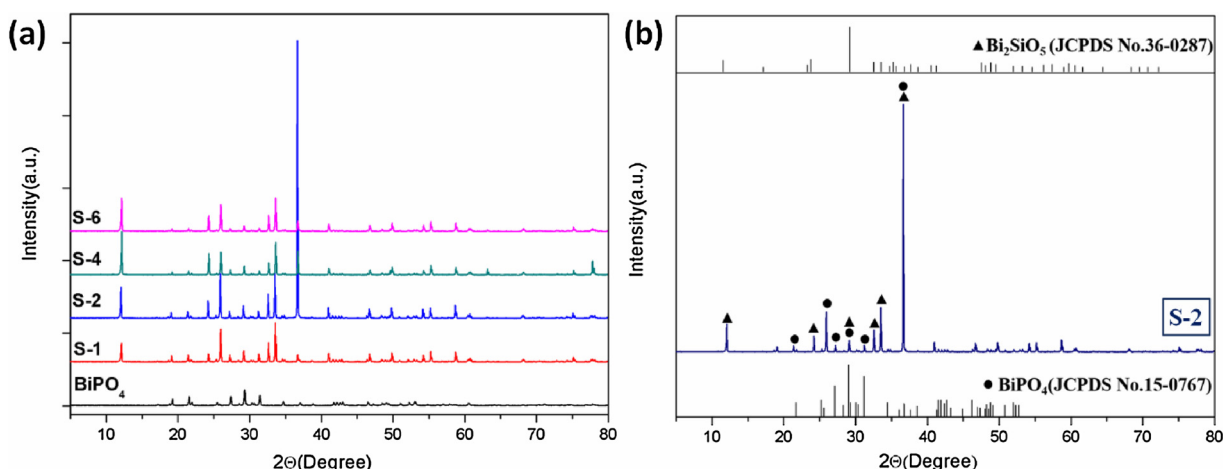 (a)
Intensity(a.u.)
S-6
S-4
S-2
S-1
BiPO₄
10 20 30 40 50 60 70 80
2Θ(Degree)
(b)
Intensity(a.u.)
▲Bi₂SiO₅(JCPDS No.36-0287)
S-2
● BiPO₄(JCPDS No.15-0767)
10 20 30 40 50 60 70 80
2Θ(Degree)